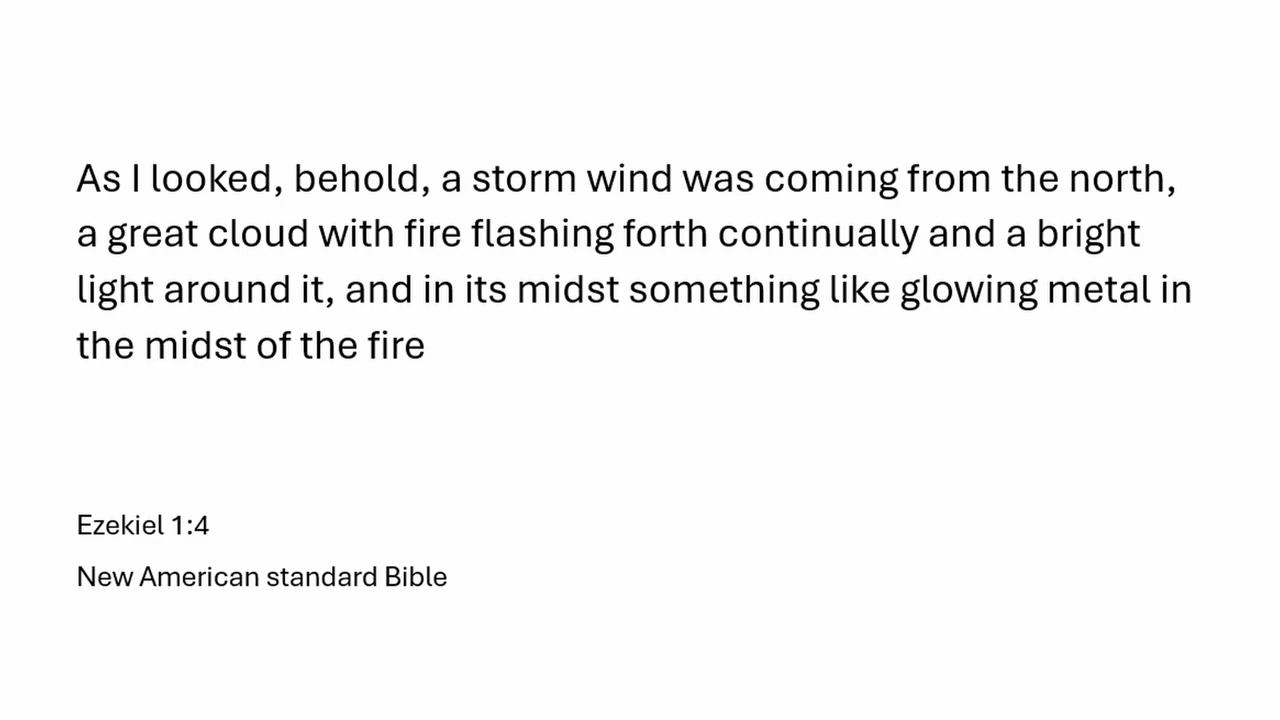 As I looked, behold, a storm wind was coming from the north,
a great cloud with fire flashing forth continually and a bright
light around it, and in its midst something like glowing metal in
the midst of the fire
Ezekiel 1:4
New American standard Bible